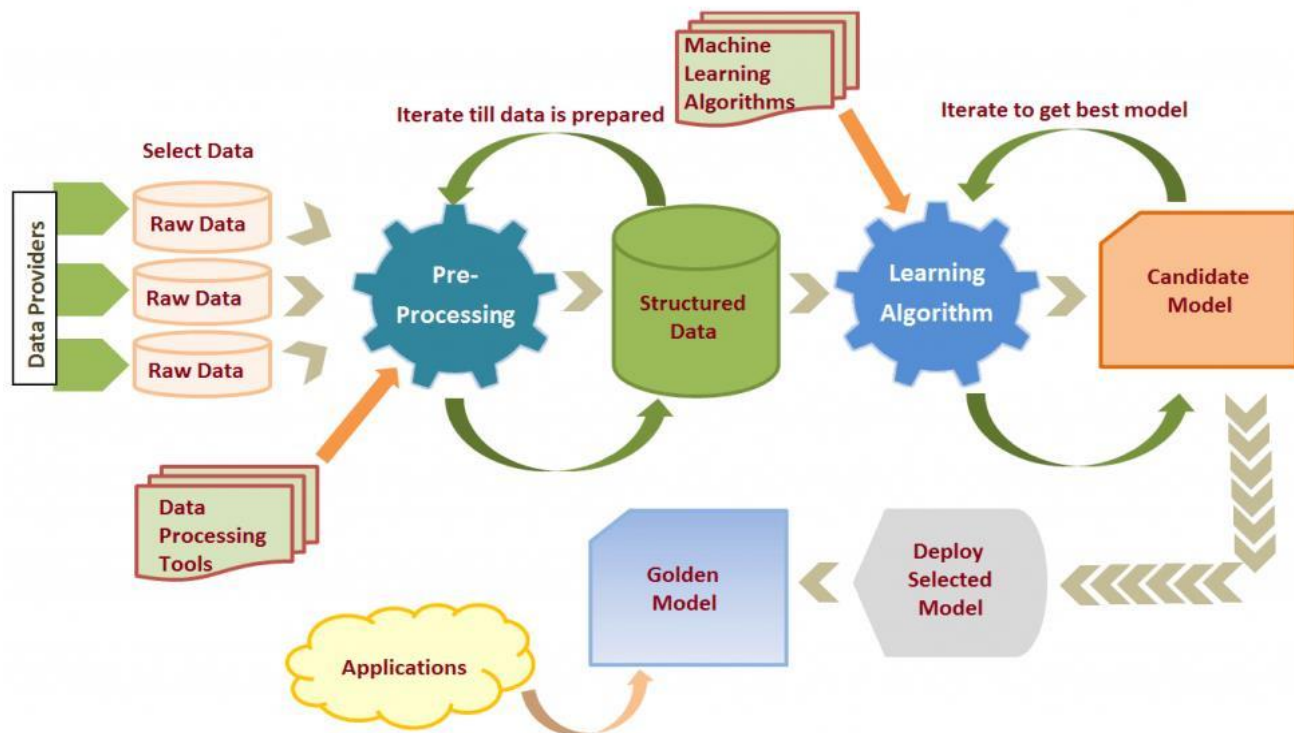 Machine
Learning
Algorithms
Iterate till data is prepared
Iterate to get best model
Select Data
Data Providers
Raw Data
Raw Data
Raw Data
Pre-
Processing
Structured
Data
Learning
Algorithm
Candidate
Model
Data
Processing
Tools
Golden
Model
Deploy
Selected
Model
Applications